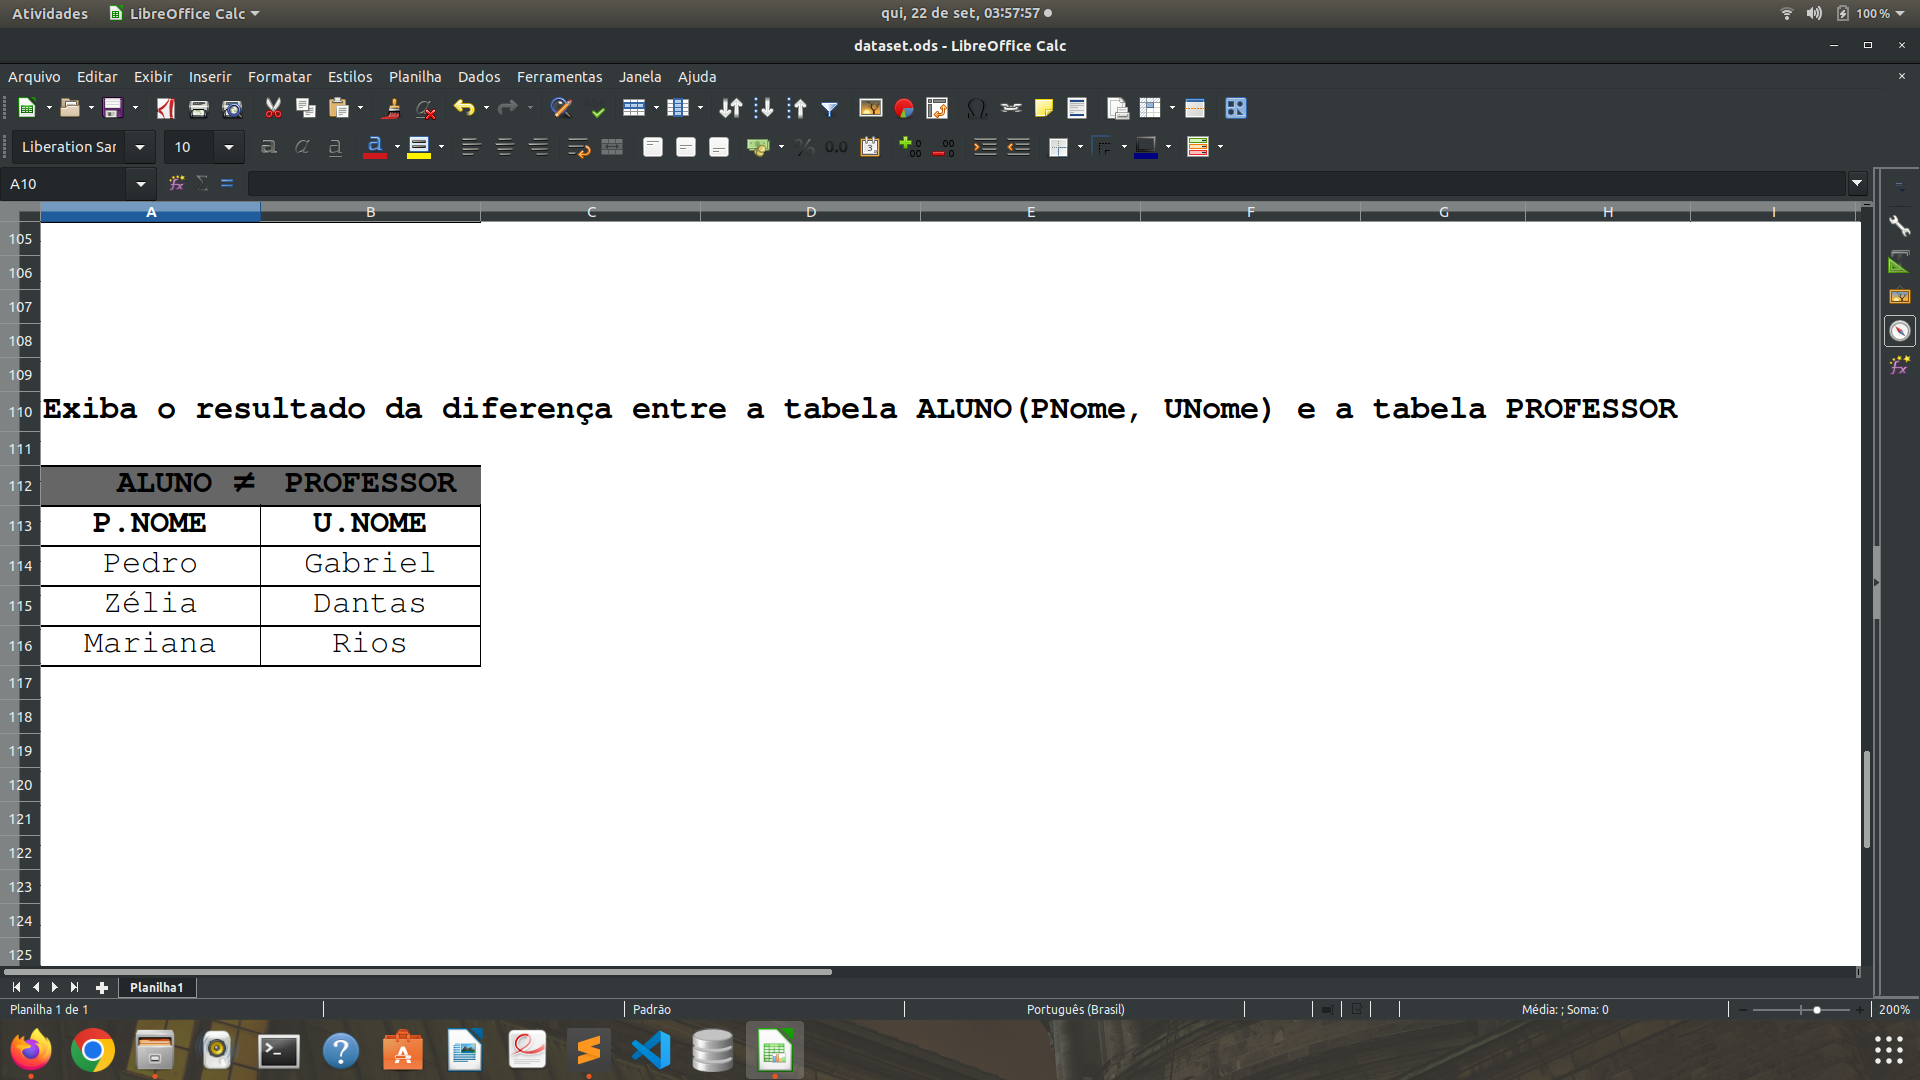 Atividades LibreOffice Calc qui, 22 de set, 03:57:57 100 %
dataset.ods - LibreOffice Calc
Arquivo Editar Exibir Inserir Formatar Estilos Planilha Dados Ferramentas Janela Ajuda
Liberation Sar 10
A10
A B C D E F G H I
105
106
107
108
109
110 Exiba o resultado da diferença entre a tabela ALUNO(PNome, UNome) e a tabela PROFESSOR
111
112 ALUNO ≠ PROFESSOR
113 P.NOME U.NOME
114 Pedro Gabriel
115 Zélia Dantas
116 Mariana Rios
117
118
119
120
121
122
123
124
125
Planilha1
Planilha 1 de 1 Padrão Português (Brasil) Média: ; Soma: 0 200%